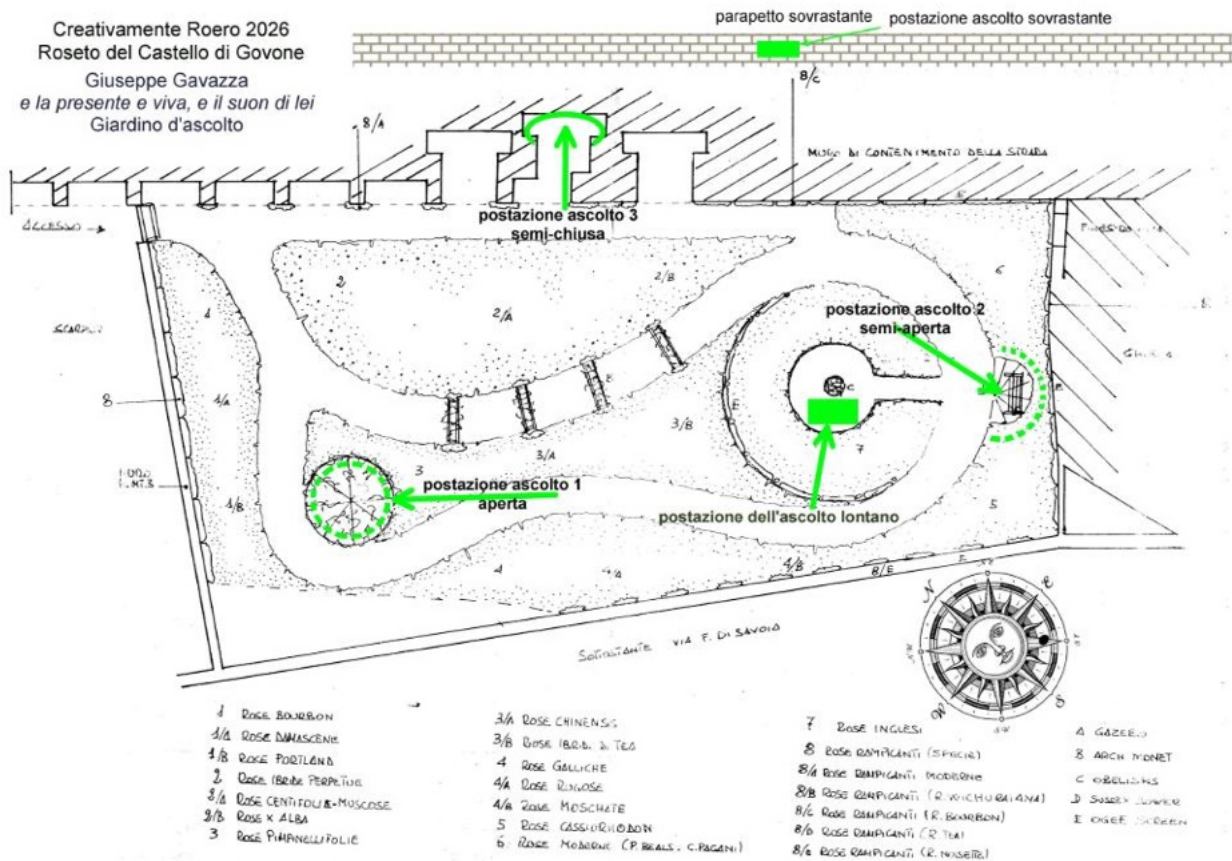 Creativamente Roero 2026
Roseto del Castello di Govone
Giuseppe Gavazza
e la presente e viva, e il suon di lei
Giardino d'ascolto
parapetto sovrastante
postazione ascolto sovrastante
8/C
8/A
MURO DI CONTENIMENTO DELLA STRADA
ACCESSO
postazione ascolto 3
semi-chiusa
6
2
2/B
2/A
1
postazione ascolto 2
semi-aperta
8
1/A
C
E
3/B
7
3
3/A
postazione ascolto 1
aperta
postazione dell'ascolto lontano
1/B
5
4
4/A
4/B
8/E
SOTTOSTANTE VIA F. DI SAVOIA
N
E
W
S
1 ROSE BOURBON
1/A ROSE DAMASCENE
1/B ROSE PORTLAND
2 ROSE IBRIDE PERPETUE
2/A ROSE CENTIFOLIE-MUSCOSE
2/B ROSE X ALBA
3 ROSE PIMPINELLIFOLIE
3/A ROSE CHINENSIS
3/B ROSE IBRID. D. TEA
4 ROSE GALLICHE
4/A ROSE RUGOSE
4/B ROSE MOSCHATE
5 ROSE CASSIORHODON
6 ROSE MODERNE (P. BEALS. C. PAGANI)
7 ROSE INGLESI
8 ROSE RAMPICANTI (SPECIE)
8/A ROSE RAMPICANTI MODERNE
8/B ROSE RAMPICANTI (R. WICHURAIANA)
8/C ROSE RAMPICANTI (R. BOURBON)
8/D ROSE RAMPICANTI (R. TEA)
8/E ROSE RAMPICANTI (R. NOISETTE)
A GAZEBO
B ARCH MONET
C OBELISKS
D
E OGEE SCREEN